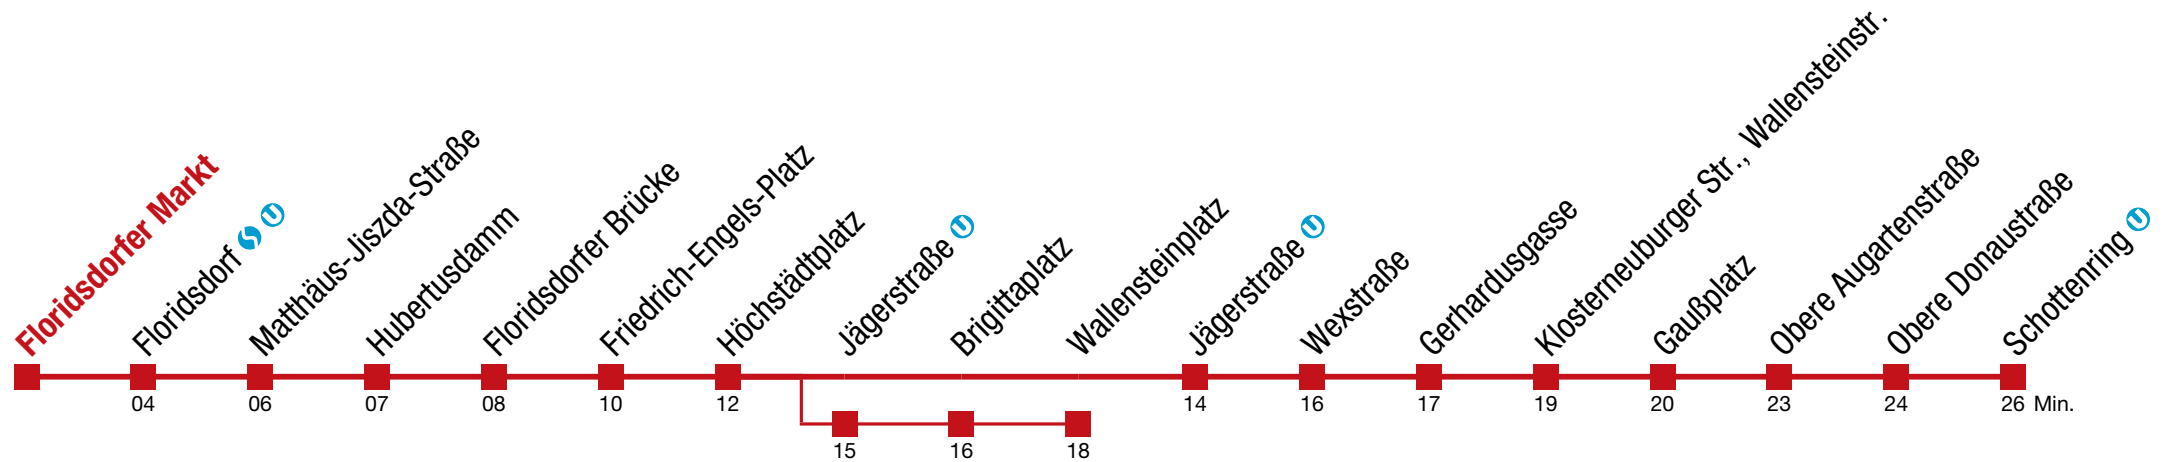 Floridsdorfer Markt
Floridsdorf
Matthäus-Jiszda-Straße
Hubertusdamm
Floridsdorfer Brücke
Friedrich-Engels-Platz
Höchstädtplatz
Jägerstraße U
Brigittaplatz
Wallensteinplatz
Jägerstraße U
Wexstraße
Gerhardusgasse
Klosterneuburger Str., Wallensteinstr.
Gaußplatz
Obere Augartenstraße
Obere Donaustraße
Schottenring U
04 06 07 08 10 12 14 16 17 19 20 23 24 26 Min.
15 16 18